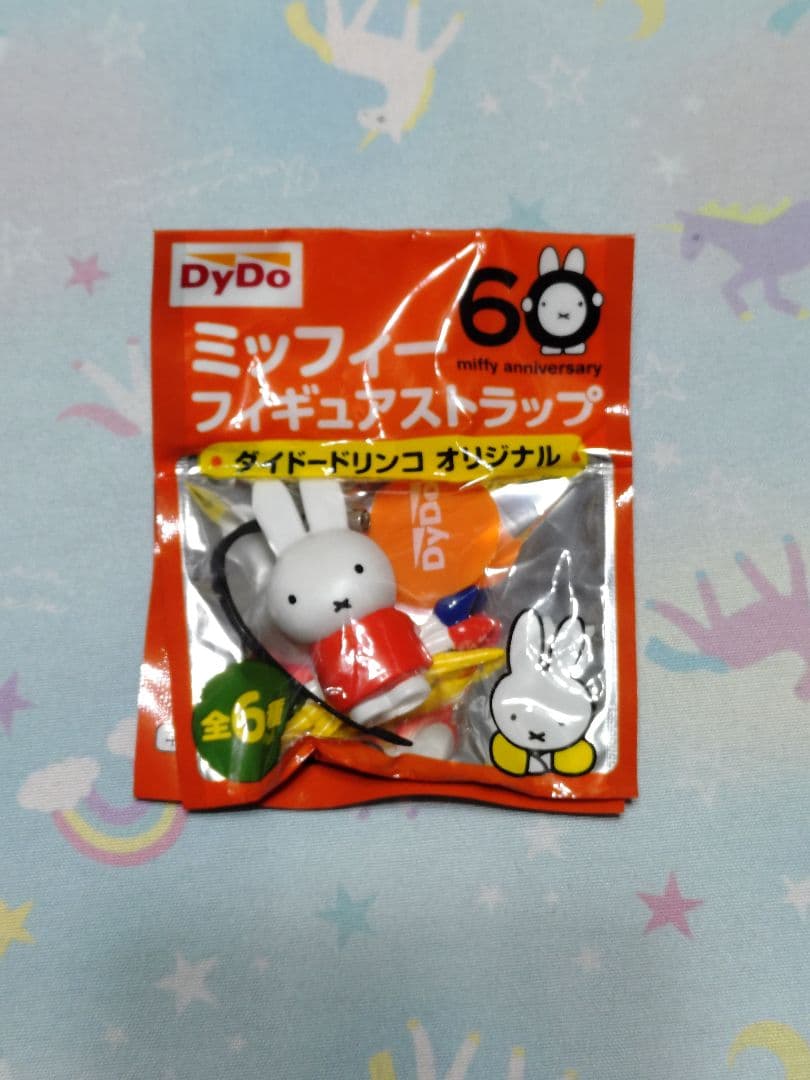 DyDo
60
miffy anniversary
ミッフィー
フィギュアストラップ
ダイドードリンコ オリジナル
DyDo
全6種